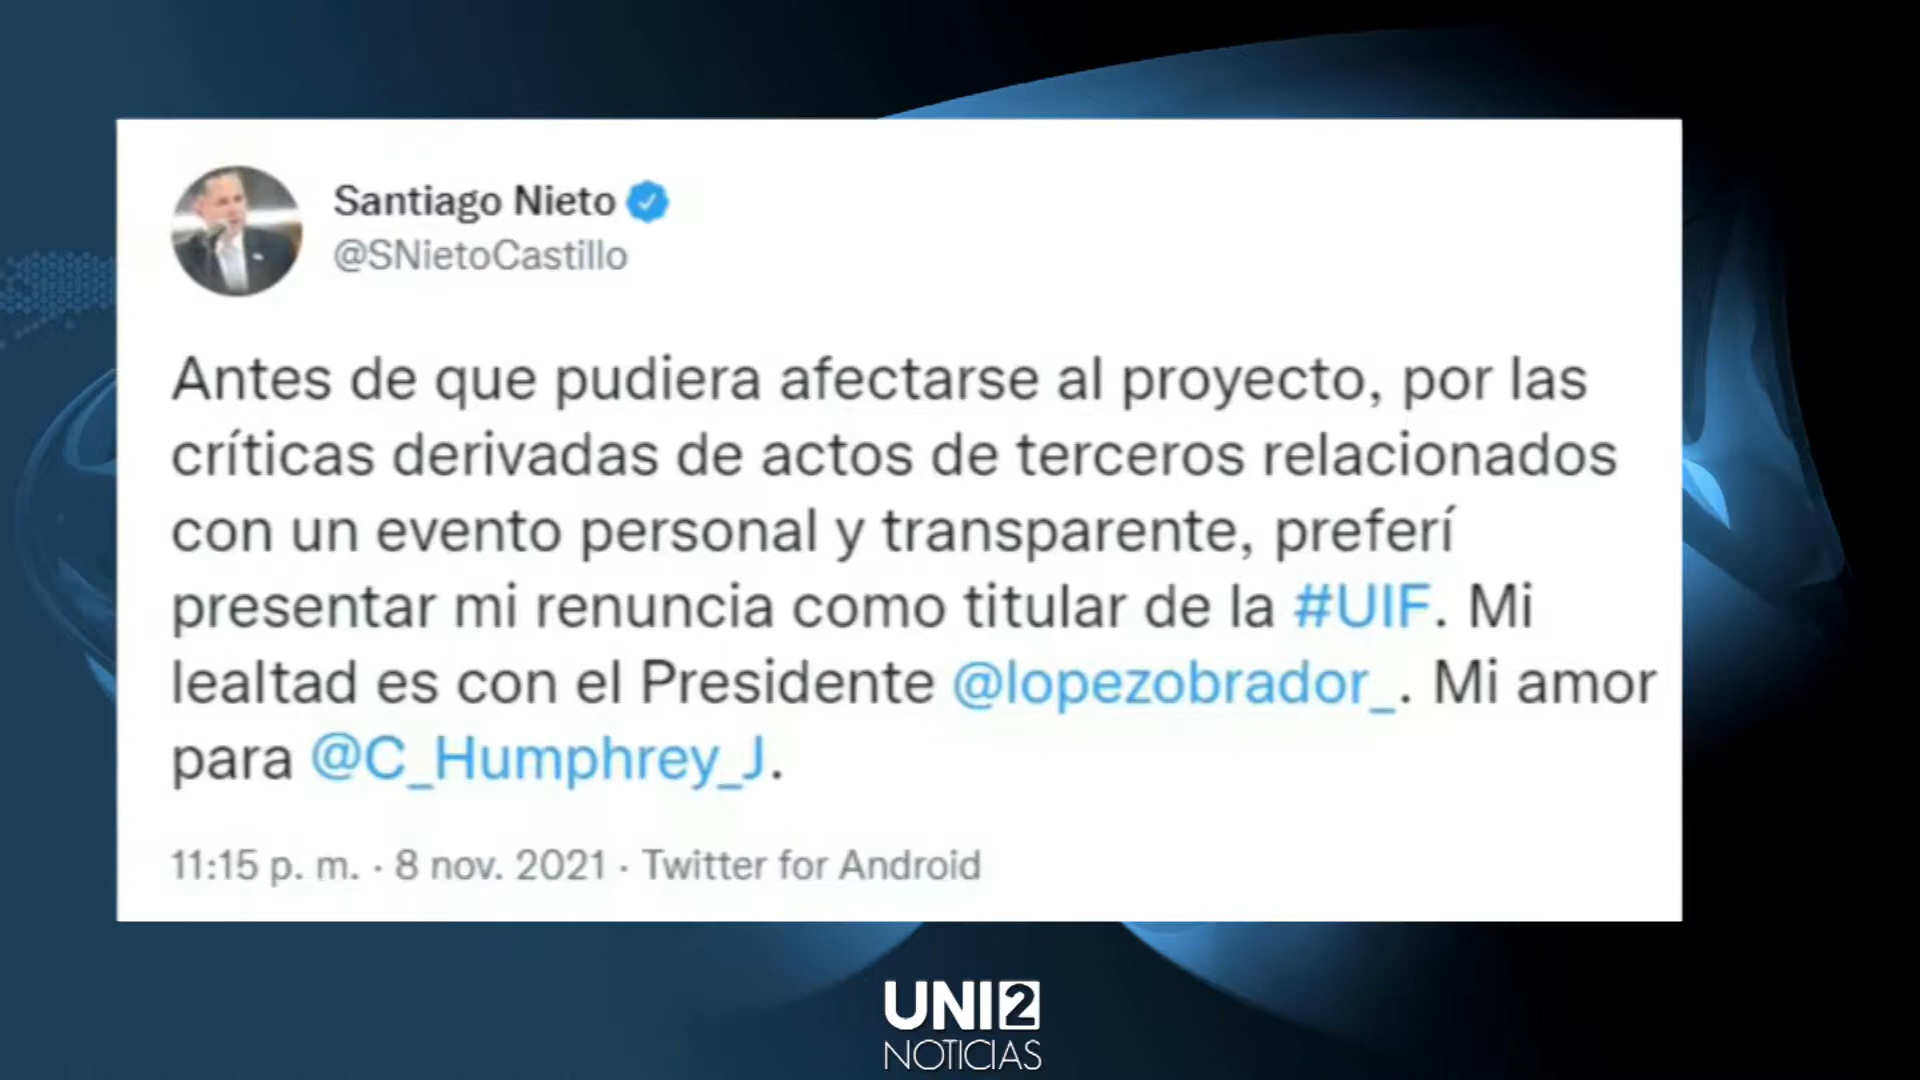 Santiago Nieto
@SNietoCastillo
Antes de que pudiera afectarse al proyecto, por las
críticas derivadas de actos de terceros relacionados
con un evento personal y transparente, preferí
presentar mi renuncia como titular de la #UIF. Mi
lealtad es con el Presidente @lopezobrador_. Mi amor
para @C_Humphrey_J.
11:15 p. m. · 8 nov. 2021 · Twitter for Android
UNI2
NOTICIAS